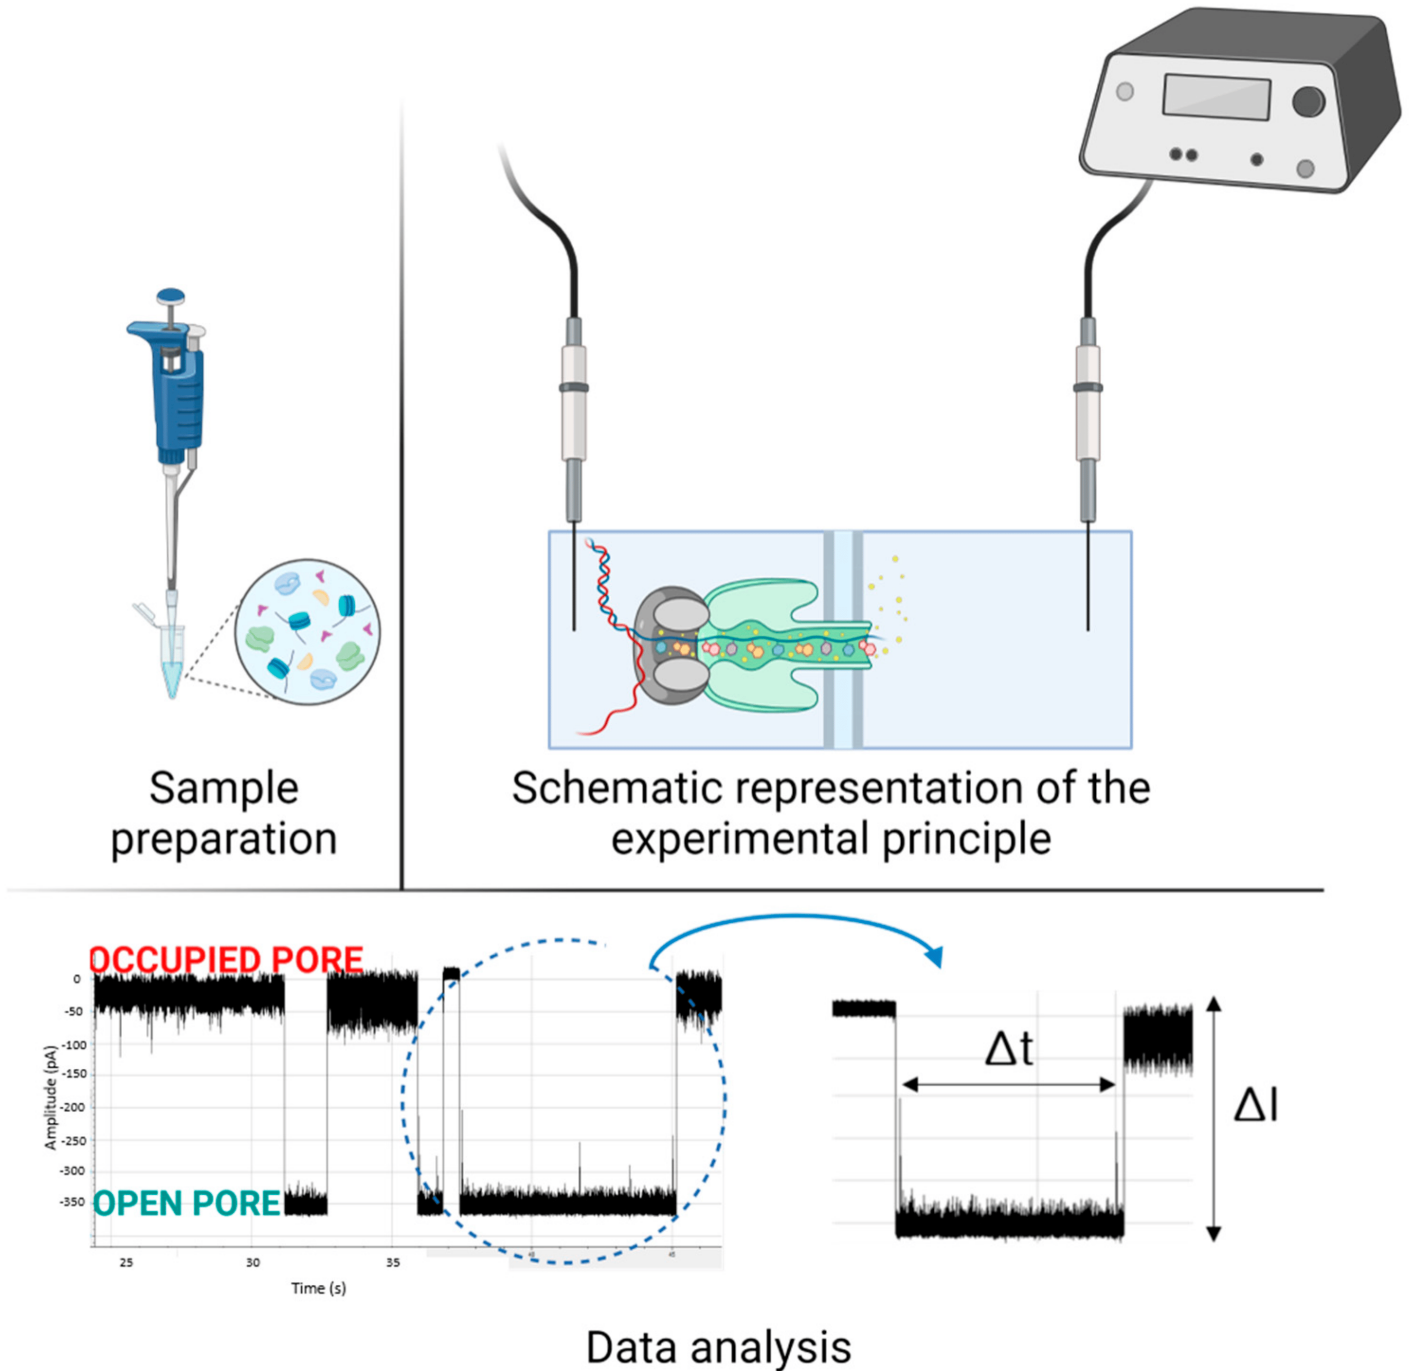 Sample
preparation
Schematic representation of the
experimental principle
OCCUPIED PORE
0
-50
-100
-150
-200
-250
-300
-350
Amplitude (pA)
OPEN PORE
25
30
35
Time (s)
Δt
ΔI
Data analysis